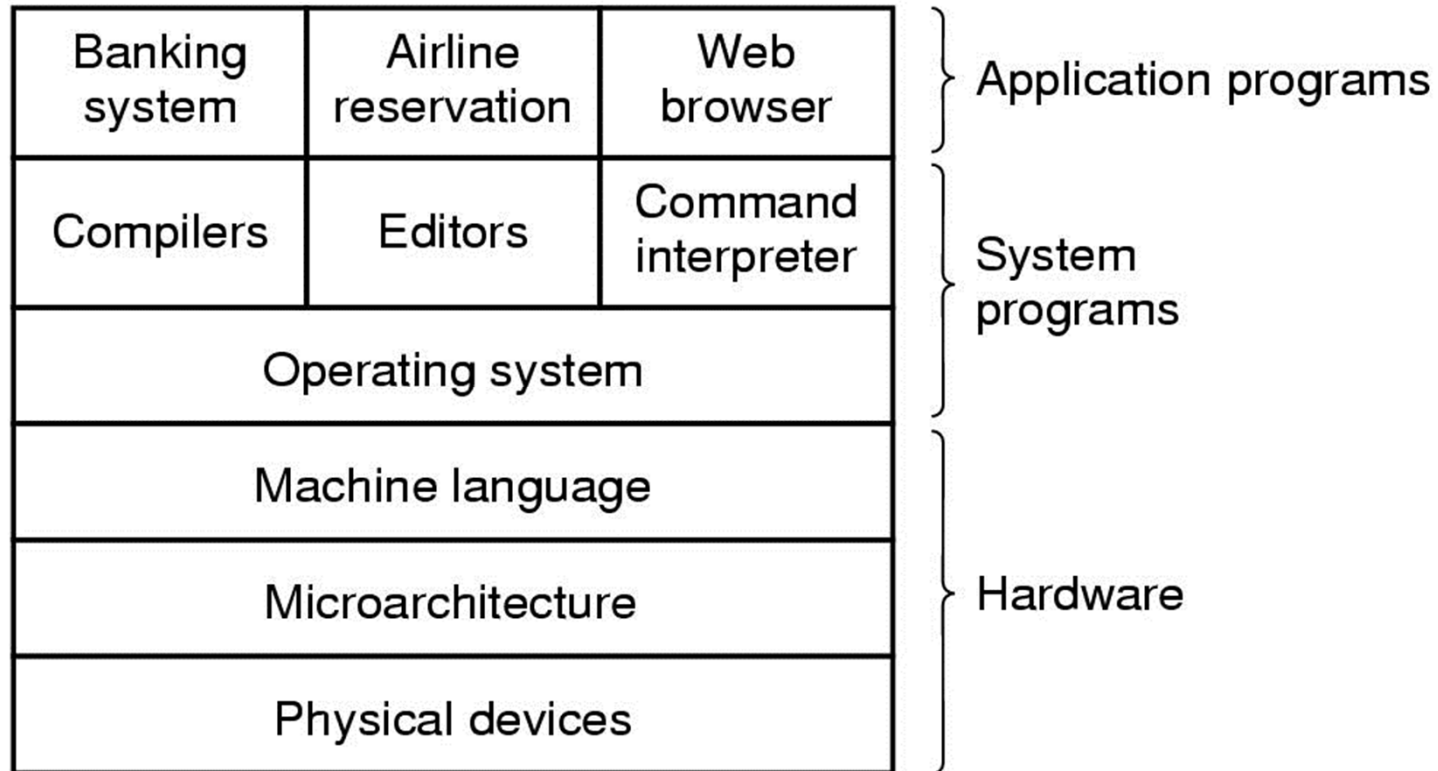 Banking
system
Airline
reservation
Web
browser
Application programs
Compilers
Editors
Command
interpreter
System
programs
Operating system
Machine language
Microarchitecture
Hardware
Physical devices